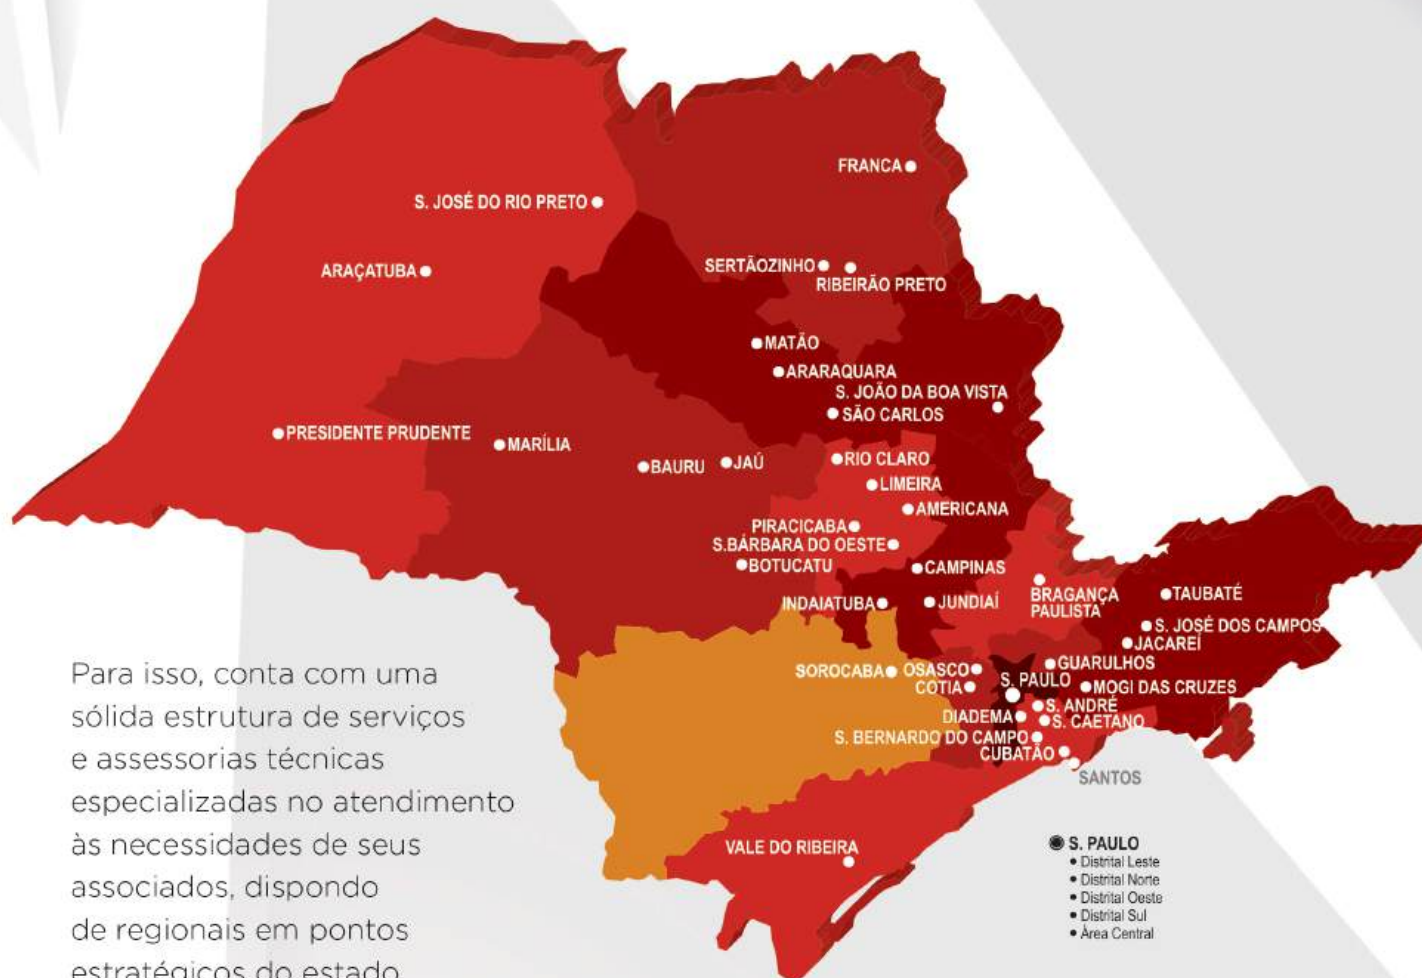 FRANCA
S. JOSÉ DO RIO PRETO
SERTÃOZINHO
ARAÇATUBA
RIBEIRÃO PRETO
MATÃO
ARARAQUARA
S. JOÃO DA BOA VISTA
SÃO CARLOS
PRESIDENTE PRUDENTE
MARÍLIA
BAURU
JAÚ
RIO CLARO
LIMEIRA
AMERICANA
PIRACICABA
S.BÁRBARA DO OESTE
BOTUCATU
CAMPINAS
BRAGANÇA
PAULISTA
TAUBATÉ
INDAIATUBA
JUNDIAÍ
S. JOSÉ DOS CAMPOS
JACAREÍ
GUARULHOS
SOROCABA
OSASCO
S. PAULO
COTIA
MOGI DAS CRUZES
S. ANDRÉ
DIADEMA
S. CAETANO
S. BERNARDO DO CAMPO
CUBATÃO
SANTOS
VALE DO RIBEIRA
Para isso, conta com uma
sólida estrutura de serviços
e assessorias técnicas
especializadas no atendimento
às necessidades de seus
associados, dispondo
de regionais em pontos
estratégicos do estado
S. PAULO
• Distrital Leste
• Distrital Norte
• Distrital Oeste
• Distrital Sul
• Área Central